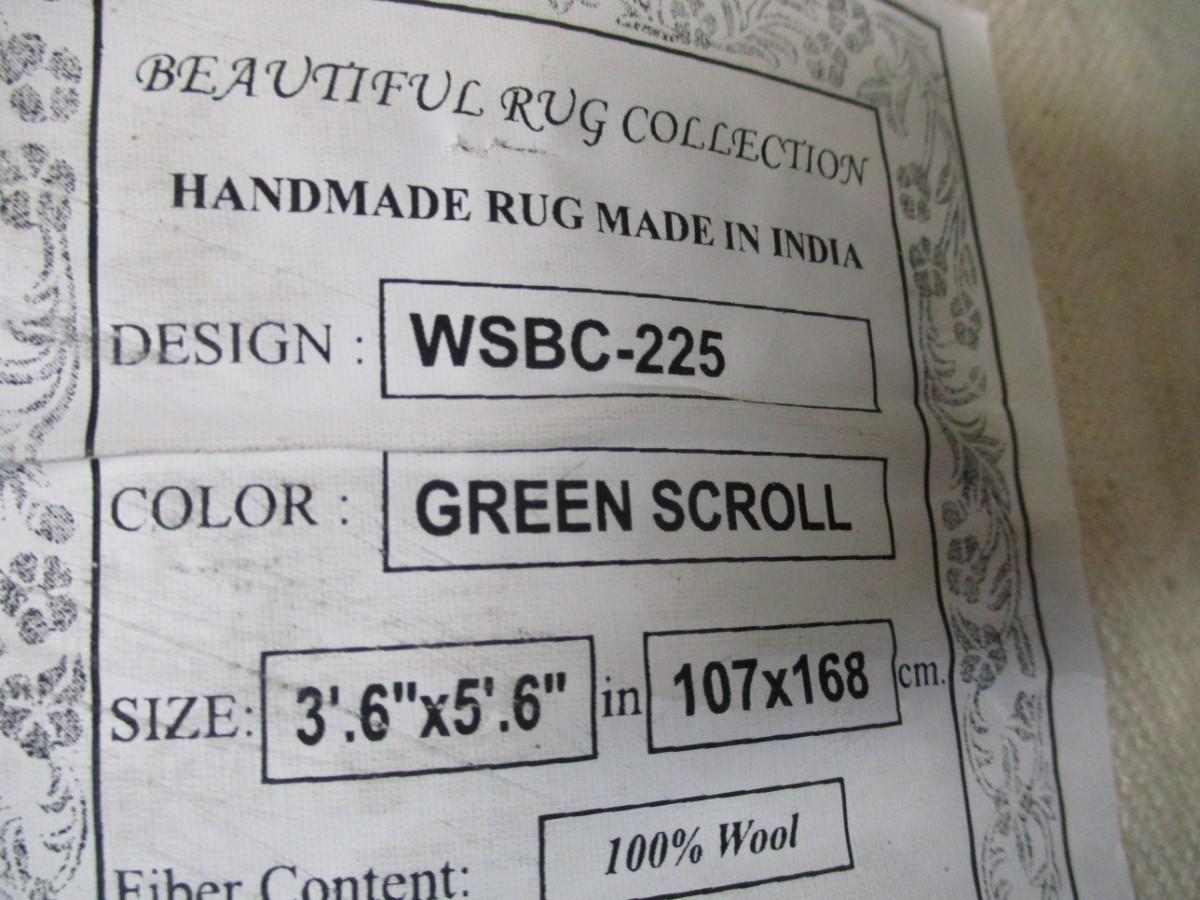 BEAUTIFUL RUG COLLECTION
HANDMADE RUG MADE IN INDIA
DESIGN : WSBC-225
COLOR : GREEN SCROLL
SIZE: 3'.6"x5'.6" in 107x168 cm.
Fiber Content: 100% Wool